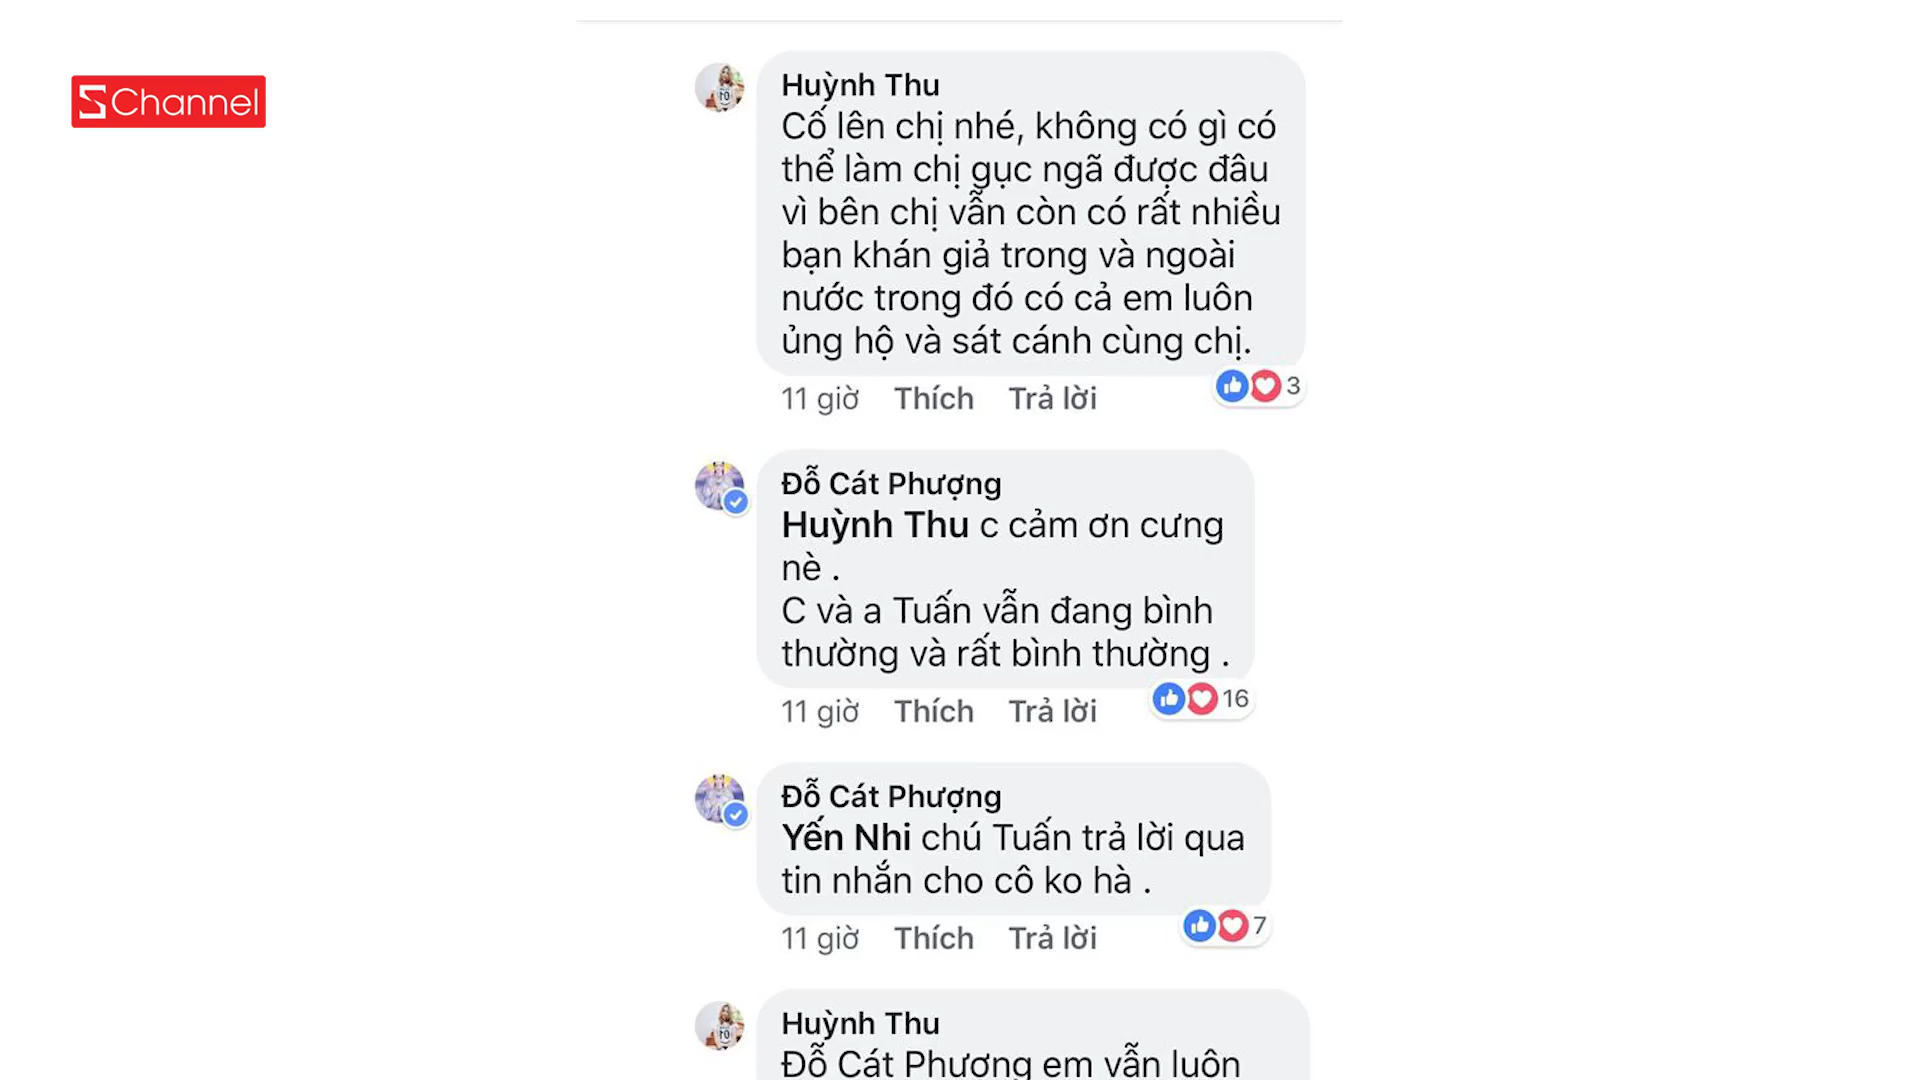 S Channel
Huỳnh Thu
Cố lên chị nhé, không có gì có
thể làm chị gục ngã được đâu
vì bên chị vẫn còn có rất nhiều
bạn khán giả trong và ngoài
nước trong đó có cả em luôn
ủng hộ và sát cánh cùng chị.
11 giờ Thích Trả lời 3
Đỗ Cát Phượng
Huỳnh Thu c cảm ơn cưng
nè .
C và a Tuấn vẫn đang bình
thường và rất bình thường .
11 giờ Thích Trả lời 16
Đỗ Cát Phượng
Yến Nhi chú Tuấn trả lời qua
tin nhắn cho cô ko hà .
11 giờ Thích Trả lời 7
Huỳnh Thu
Đỗ Cát Phượng em vẫn luôn